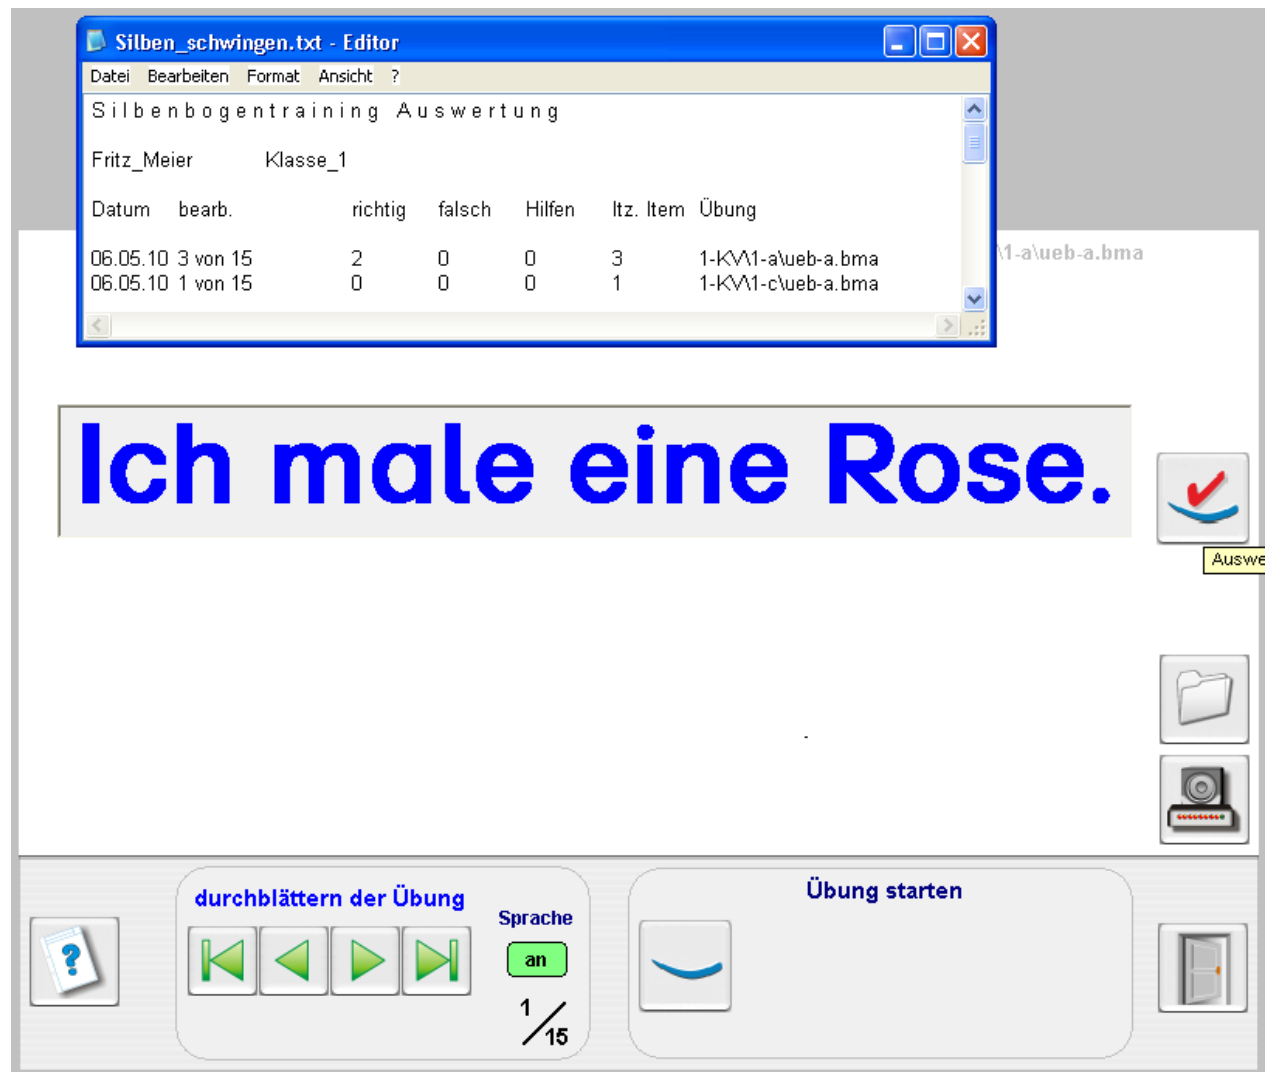 Silben_schwingen.txt - Editor
Datei Bearbeiten Format Ansicht ?
Silbenbogentraining Auswertung
Fritz_Meier Klasse_1
Datum bearb. richtig falsch Hilfen ltz. Item Übung
06.05.10 3 von 15 2 0 0 3 1-KV\1-a\ueb-a.bma
06.05.10 1 von 15 0 0 0 1 1-KV\1-c\ueb-a.bma
\1-a\ueb-a.bma
Ich male eine Rose.
Auswe
durchblättern der Übung
Sprache
an
1/15
Übung starten